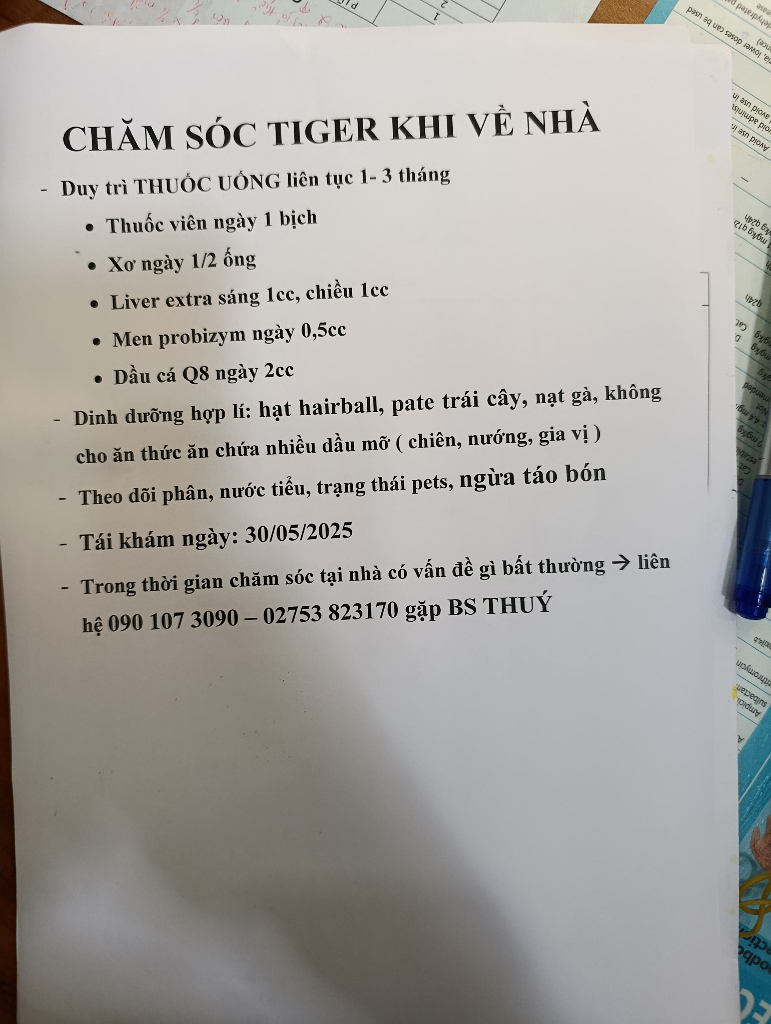 CHĂM SÓC TIGER KHI VỀ NHÀ
- Duy trì THUỐC UỐNG liên tục 1- 3 tháng
• Thuốc viên ngày 1 bịch
• Xơ ngày 1/2 ống
• Liver extra sáng 1cc, chiều 1cc
• Men probizym ngày 0,5cc
• Dầu cá Q8 ngày 2cc
- Dinh dưỡng hợp lí: hạt hairball, pate trái cây, nạt gà, không
cho ăn thức ăn chứa nhiều dầu mỡ ( chiên, nướng, gia vị )
- Theo dõi phân, nước tiểu, trạng thái pets, ngừa táo bón
- Tái khám ngày: 30/05/2025
- Trong thời gian chăm sóc tại nhà có vấn đề gì bất thường → liên
hệ 090 107 3090 – 02753 823170 gặp BS THUÝ